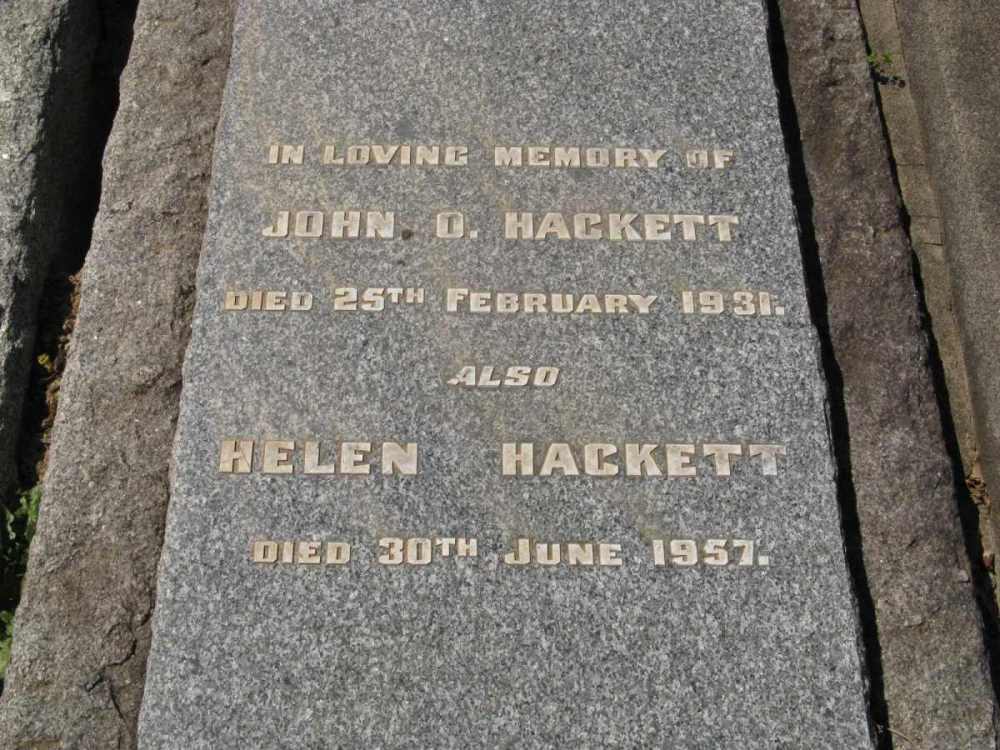 IN LOVING MEMORY OF
JOHN. O. HACKETT
DIED 25TH FEBRUARY 1931.
ALSO
HELEN HACKETT
DIED 30TH JUNE 1957.